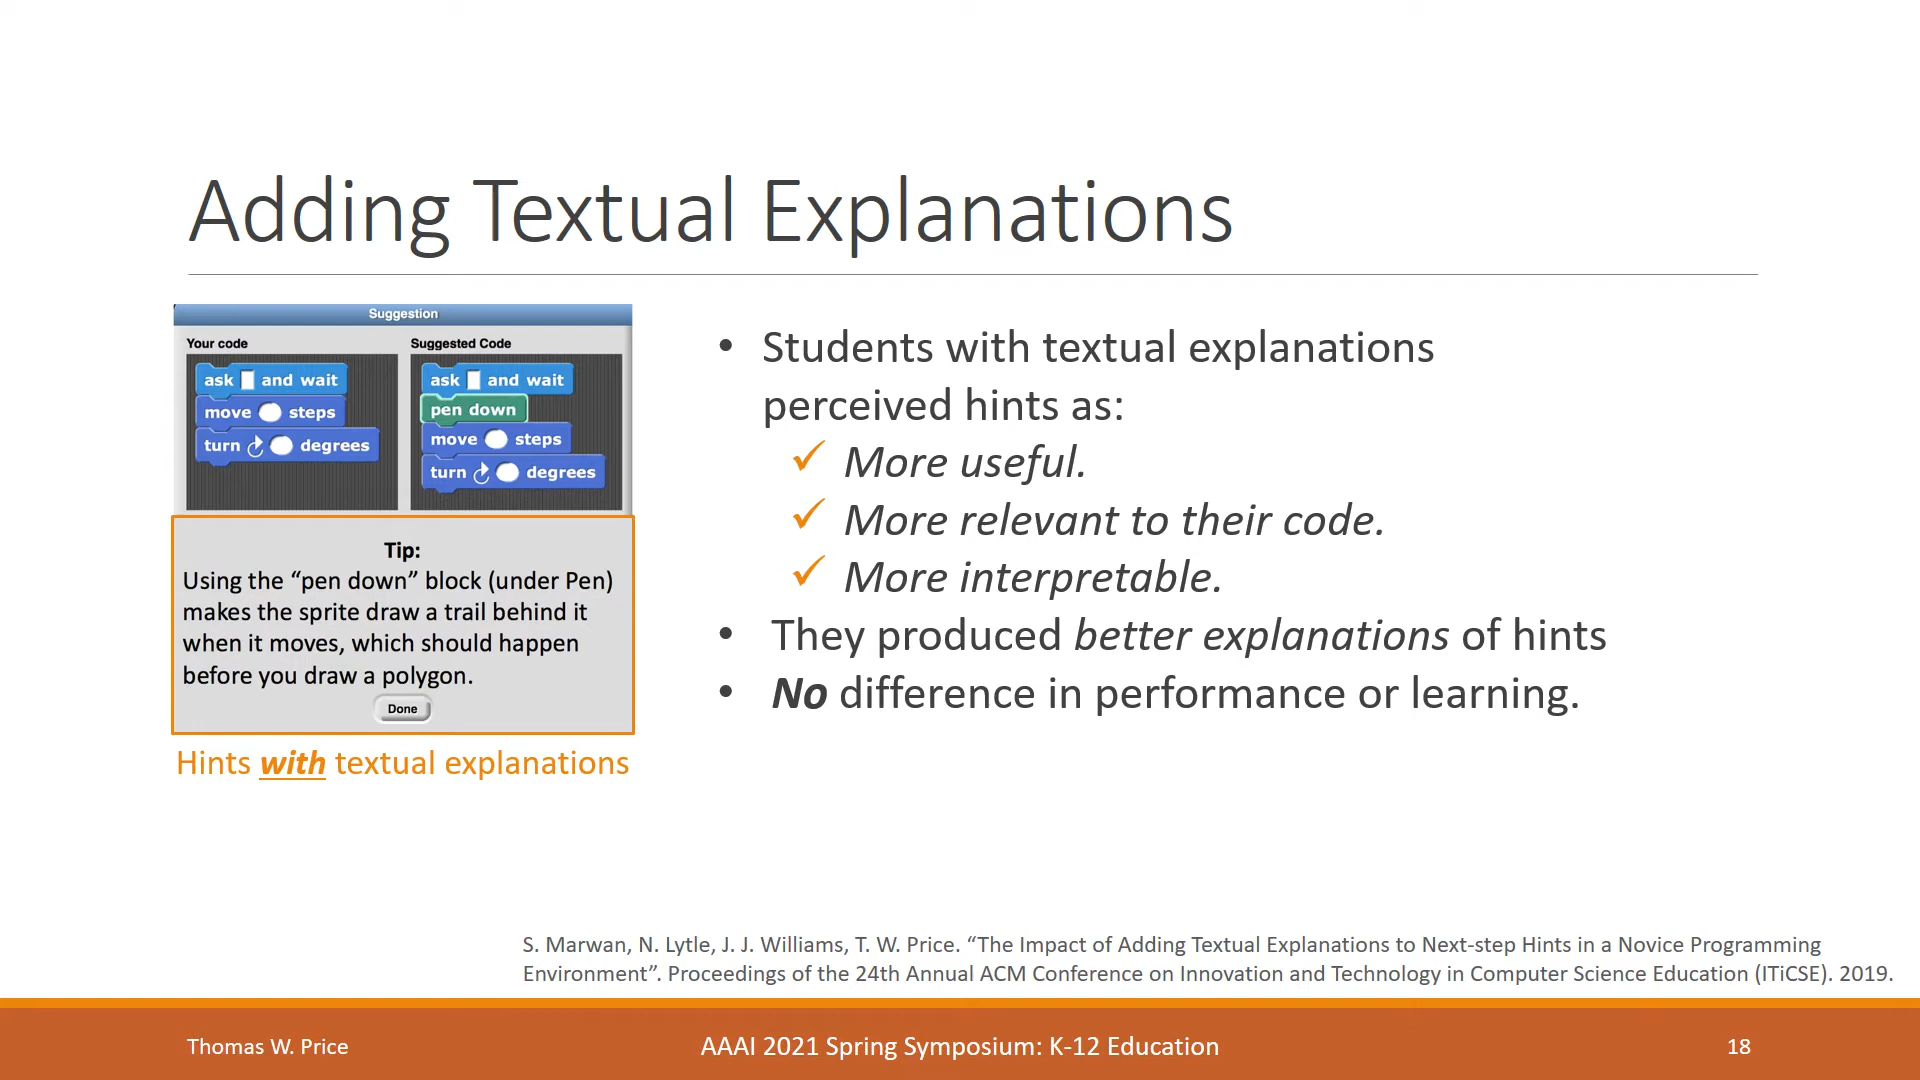 Adding Textual Explanations
Suggestion
Your code
Suggested Code
ask and wait
move steps
turn degrees
ask and wait
pen down
move steps
turn degrees
Tip:
Using the “pen down” block (under Pen)
makes the sprite draw a trail behind it
when it moves, which should happen
before you draw a polygon.
Done
Hints with textual explanations
• Students with textual explanations
perceived hints as:
✓ More useful.
✓ More relevant to their code.
✓ More interpretable.
• They produced better explanations of hints
• No difference in performance or learning.
S. Marwan, N. Lytle, J. J. Williams, T. W. Price. “The Impact of Adding Textual Explanations to Next-step Hints in a Novice Programming
Environment”. Proceedings of the 24th Annual ACM Conference on Innovation and Technology in Computer Science Education (ITiCSE). 2019.
Thomas W. Price
AAAI 2021 Spring Symposium: K-12 Education
18